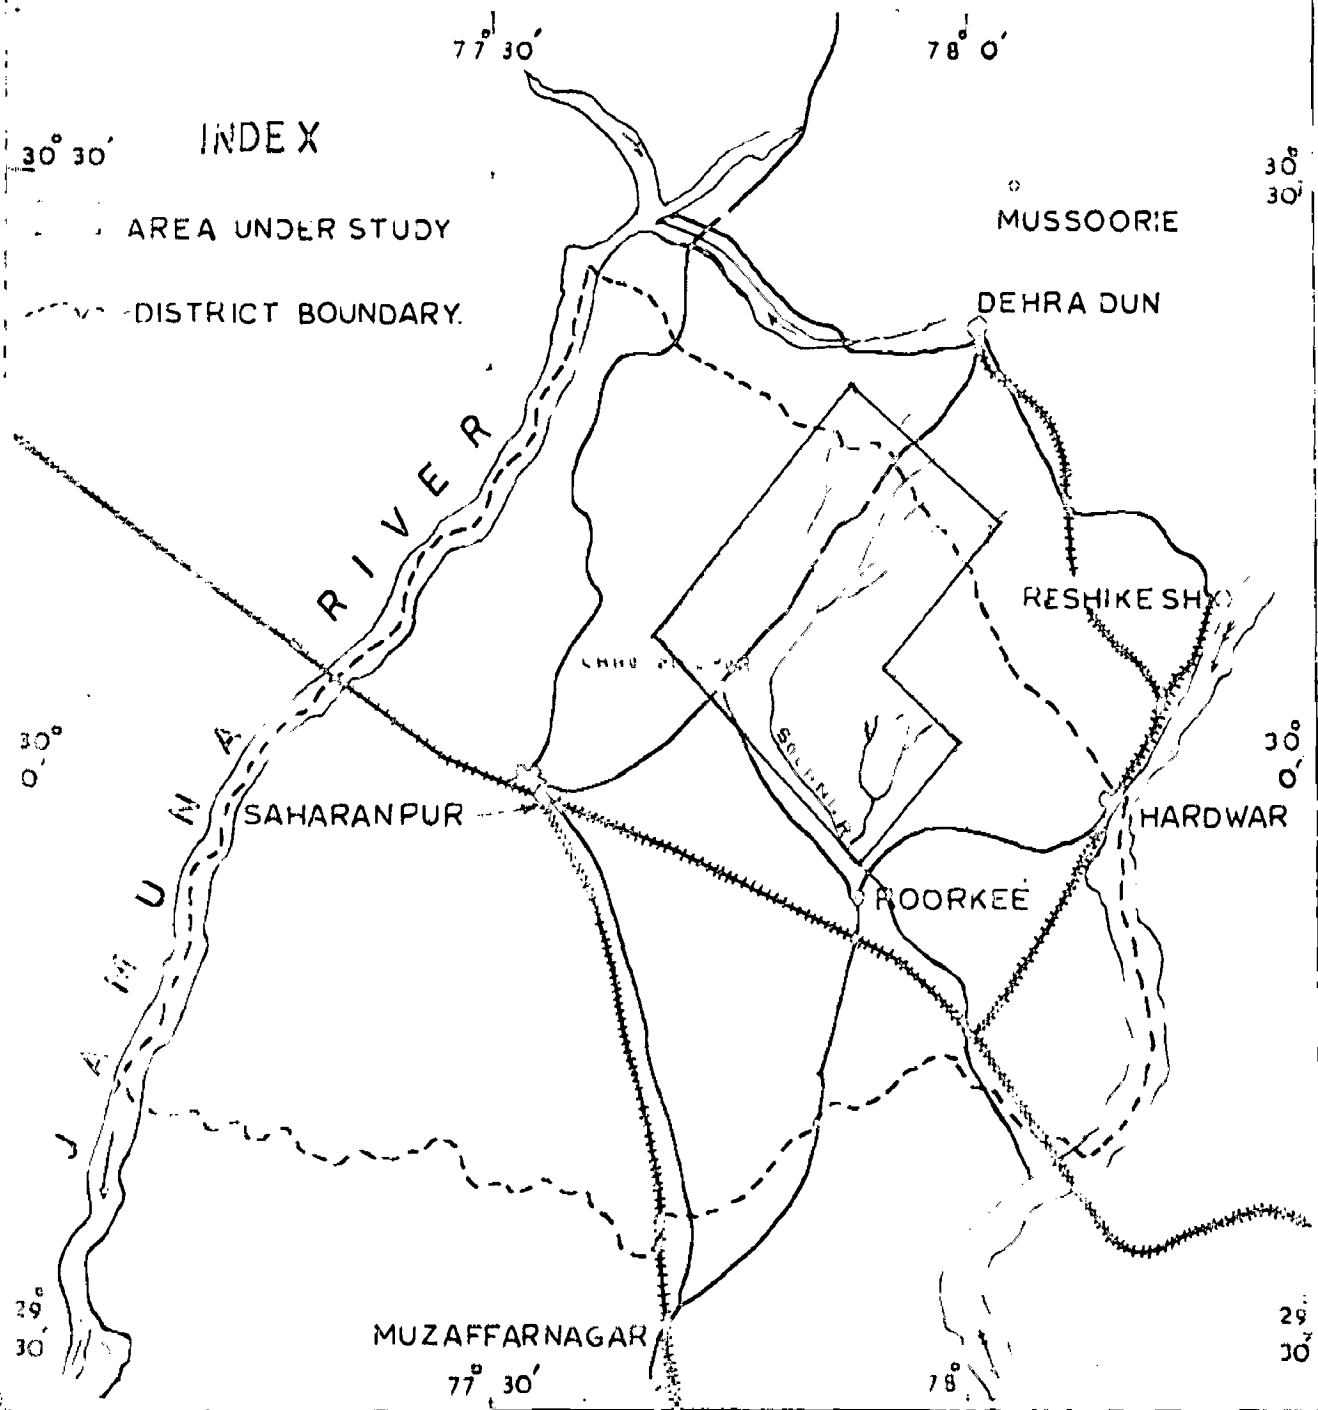 77° 30'
78° 0'
INDEX
30° 30'
30°
30'
AREA UNDER STUDY
MUSSOORIE
DISTRICT BOUNDARY.
DEHRA DUN
JAMUNA RIVER
RESHIKESH
30°
0'
30°
0'
SAHARANPUR
HARDWAR
ROORKEE
29°
30'
29°
30'
MUZAFFARNAGAR
77° 30'
78°